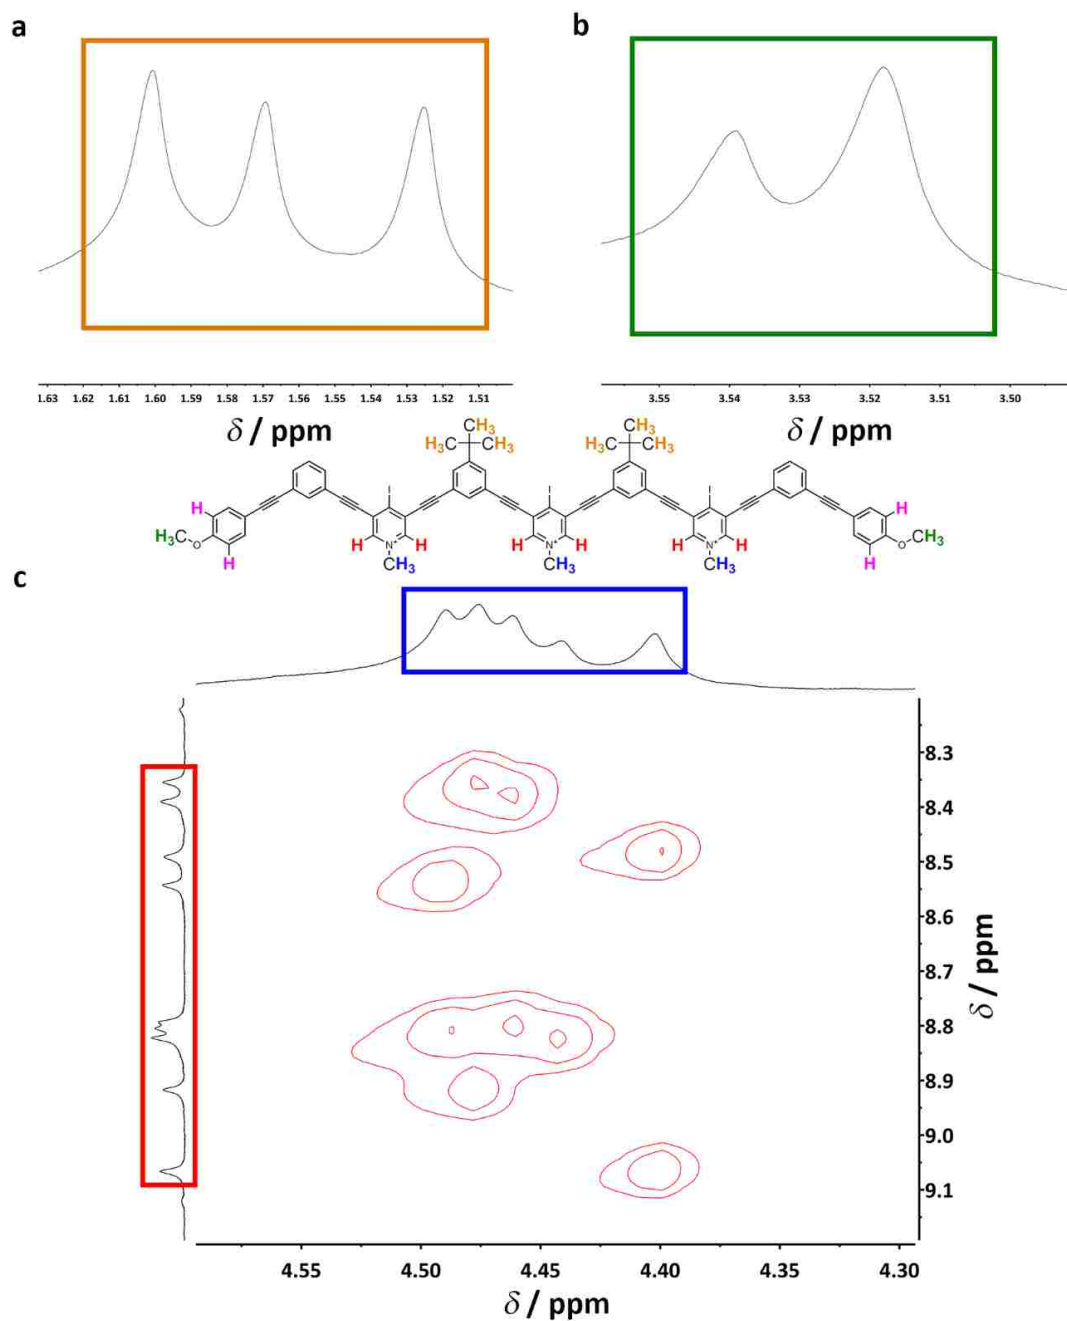 a b
1.63 1.62 1.61 1.60 1.59 1.58 1.57 1.56 1.55 1.54 1.53 1.52 1.51
δ / ppm
3.55 3.54 3.53 3.52 3.51 3.50
δ / ppm
CH3 CH3
H3C CH3 H3C CH3
I I I
H H
H3C O O CH3
H H H H H H
N+ N+ N+
H H
CH3 CH3 CH3
c
8.3
8.4
8.5
8.6
8.7
8.8
8.9
9.0
9.1
δ / ppm
4.55 4.50 4.45 4.40 4.35 4.30
δ / ppm